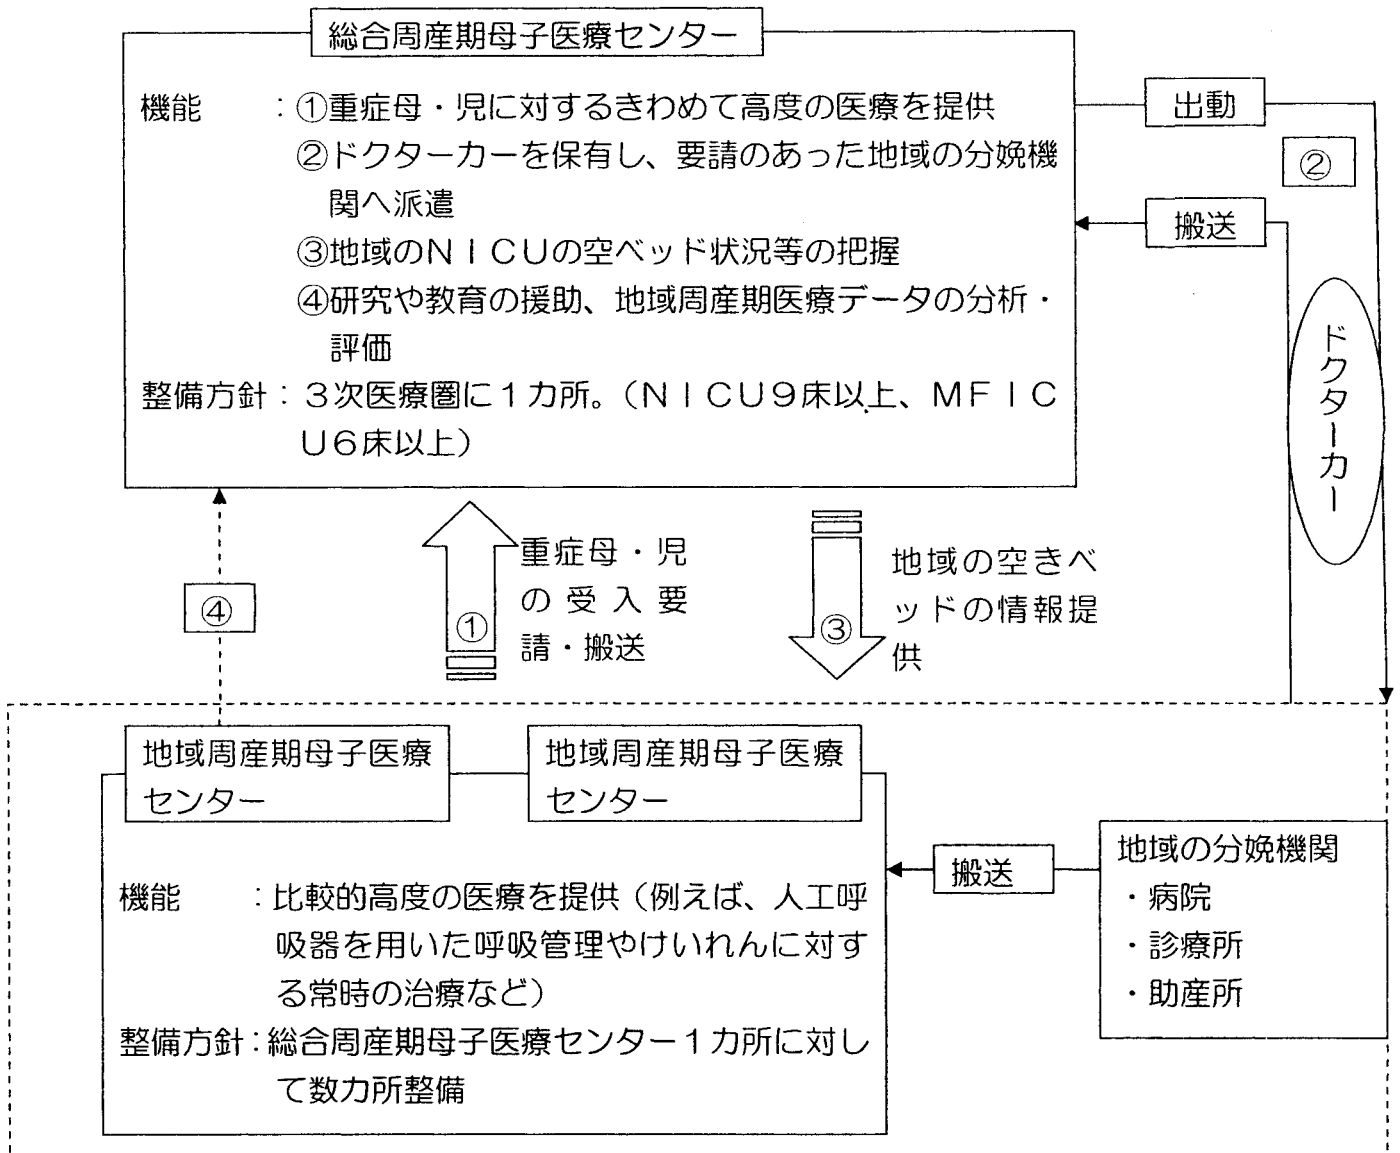 総合周産期母子医療センター
機能　　：①重症母・児に対するきわめて高度の医療を提供
②ドクターカーを保有し、要請のあった地域の分娩機
関へ派遣
③地域のNICUの空ベッド状況等の把握
④研究や教育の援助、地域周産期医療データの分析・
評価
整備方針：3次医療圏に1カ所。（NICU9床以上、MFIC
U6床以上）
出動
②
搬送
ドクターカー
④
①
重症母・児
の受入要
請・搬送
③
地域の空きベ
ッドの情報提
供
地域周産期母子医療
センター
地域周産期母子医療
センター
機能　　：比較的高度の医療を提供（例えば、人工呼
吸器を用いた呼吸管理やけいれんに対す
る常時の治療など）
整備方針：総合周産期母子医療センター1カ所に対し
て数カ所整備
搬送
地域の分娩機関
・病院
・診療所
・助産所